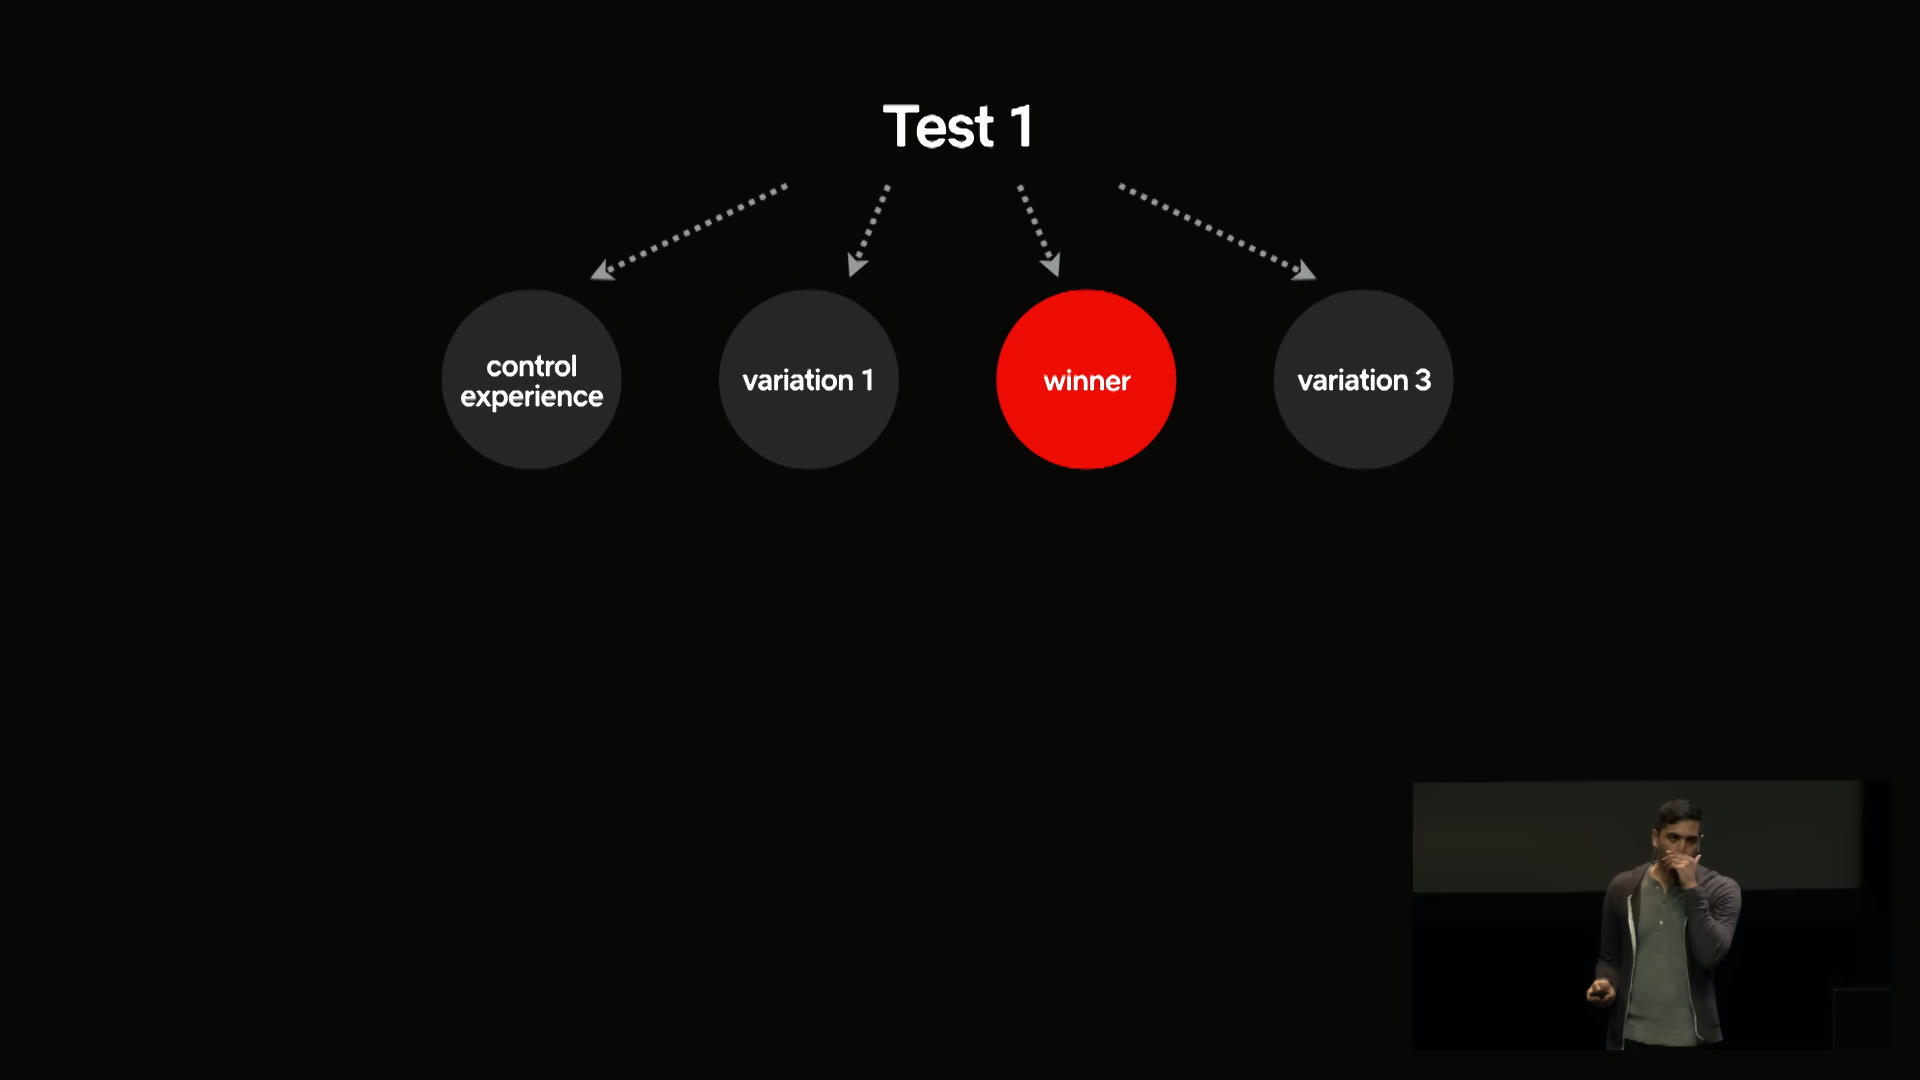 Test 1
control
experience
variation 1
winner
variation 3